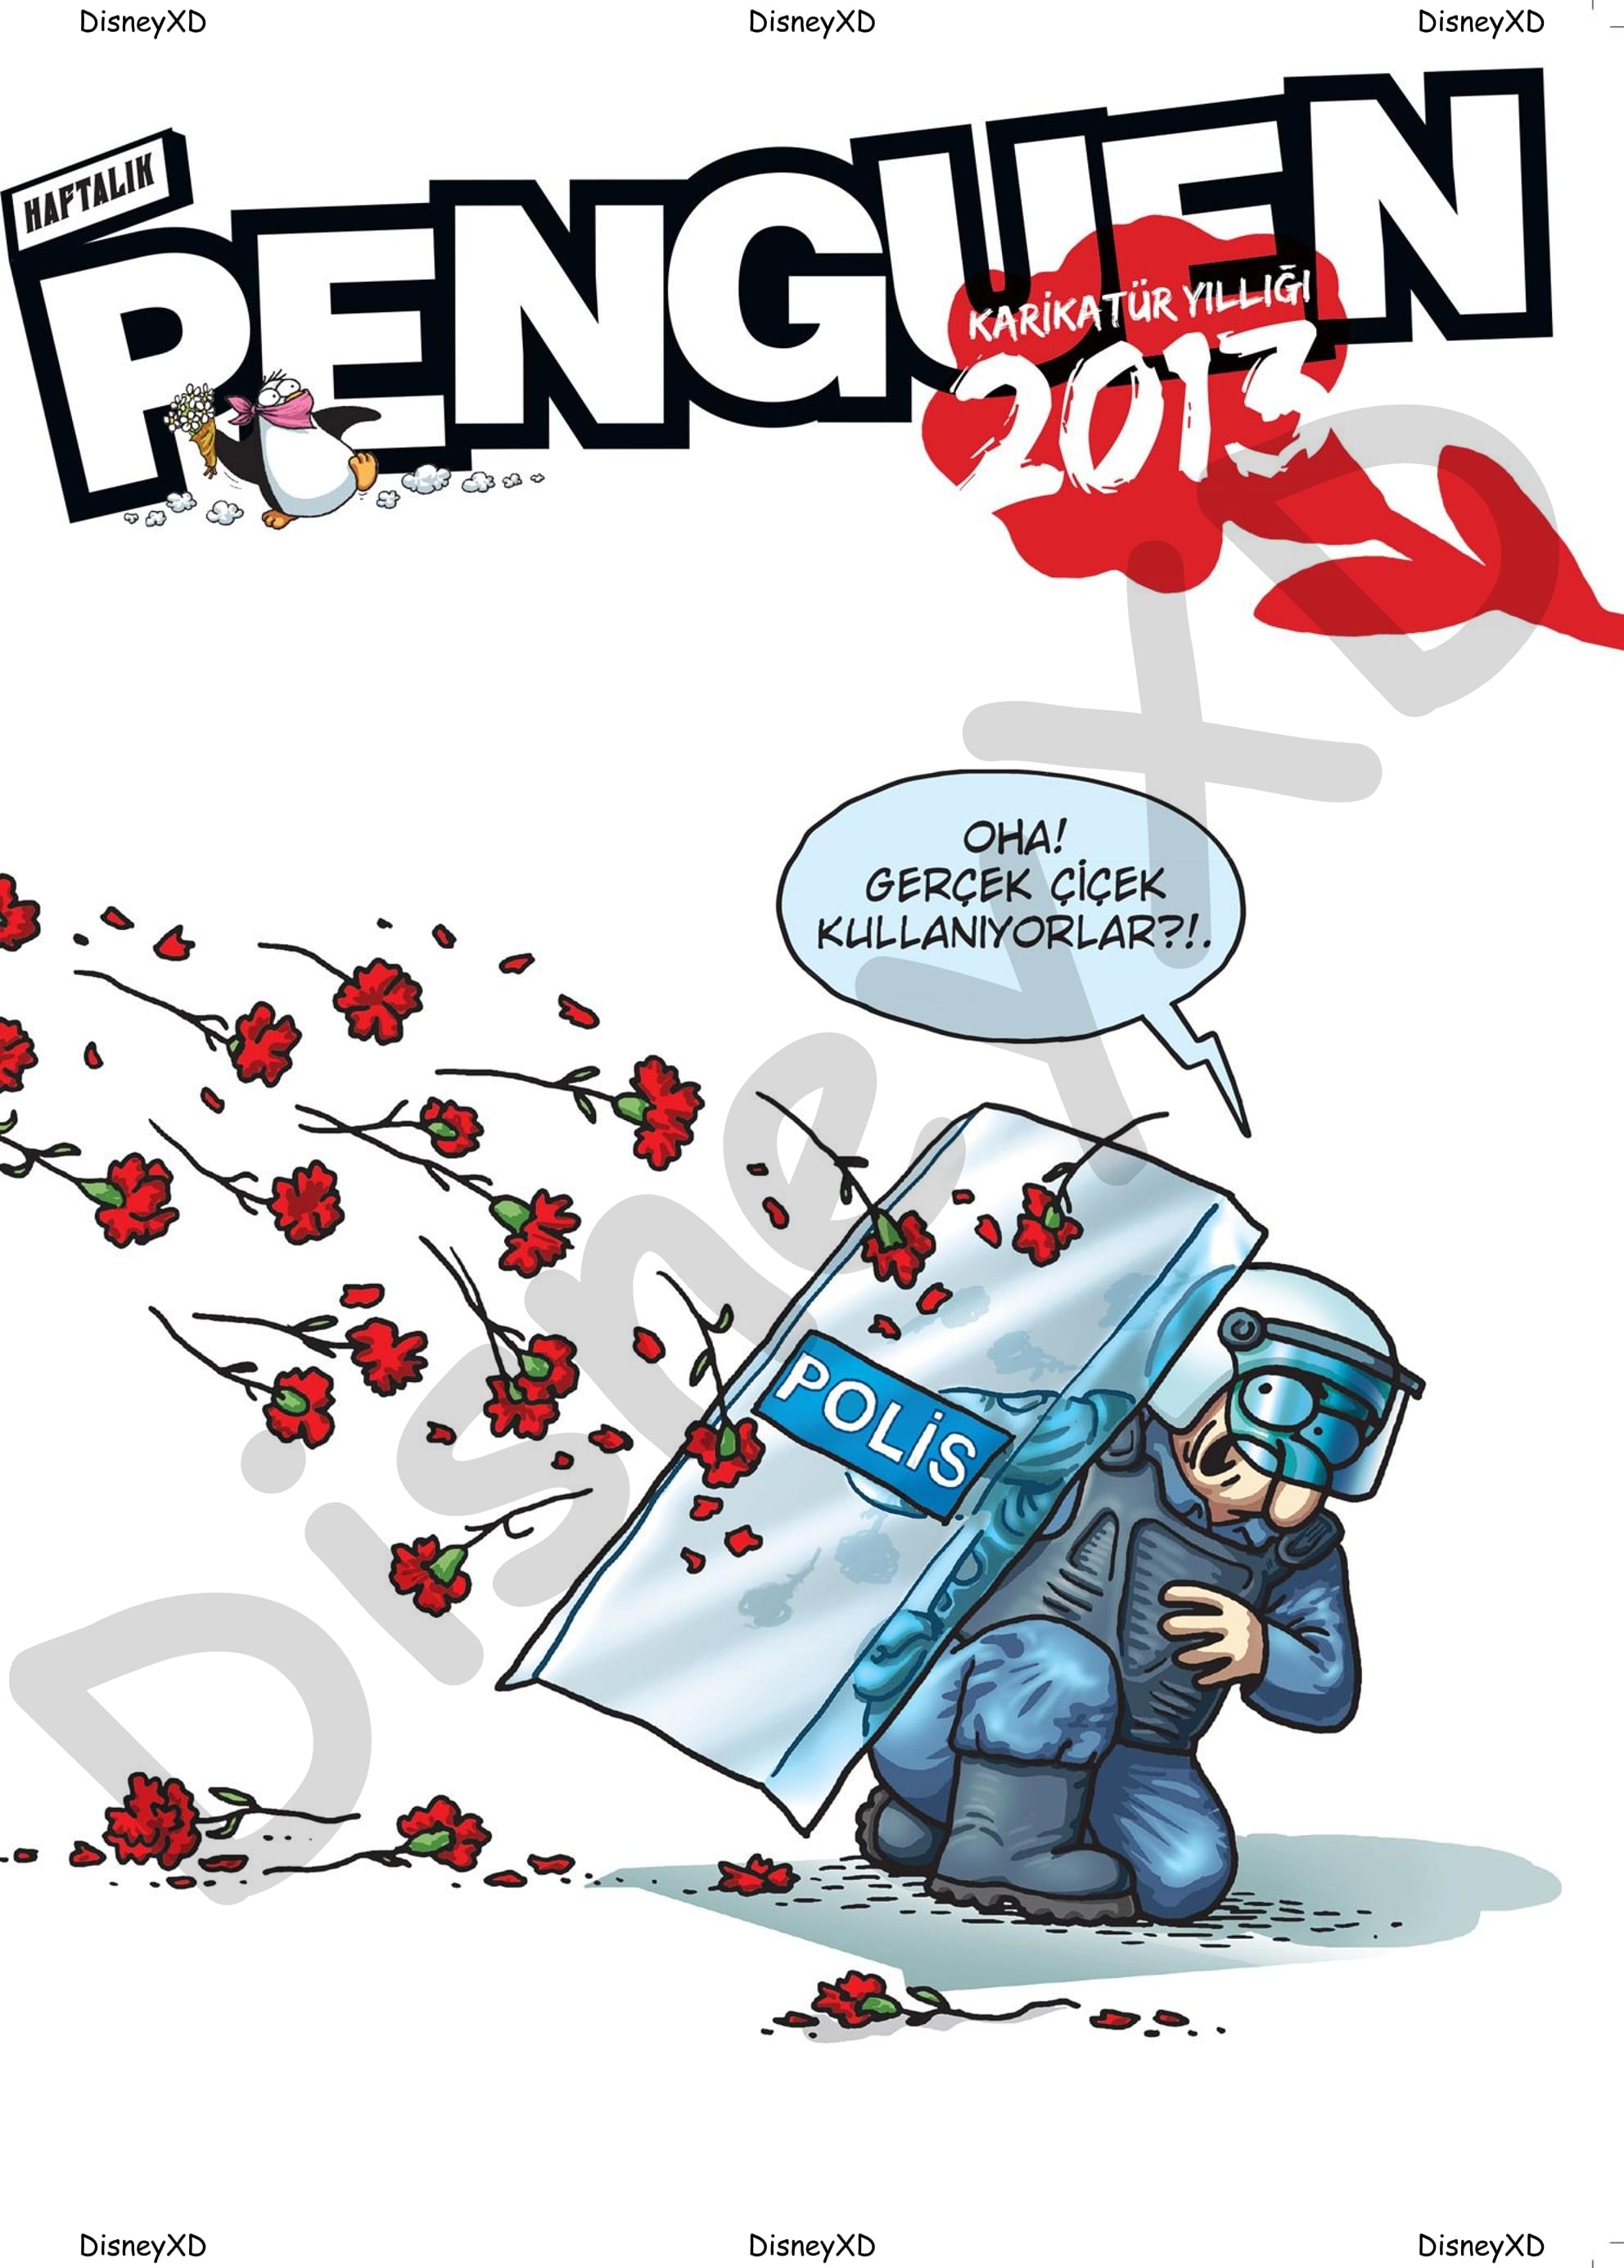 DisneyXD DisneyXD DisneyXD
HAFTALIK
PENGUEN
KARİKATÜR YILLIĞI
2013
OHA!
GERÇEK ÇİÇEK
KULLANIYORLAR?!.
POLİS
DisneyXD
DisneyXD DisneyXD DisneyXD